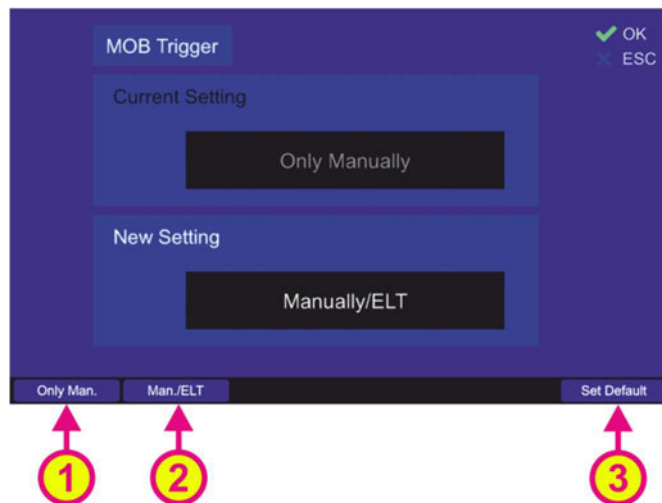 MOB Trigger
OK
ESC
Current Setting
Only Manually
New Setting
Manually/ELT
Only Man.
Man./ELT
Set Default
1
2
3